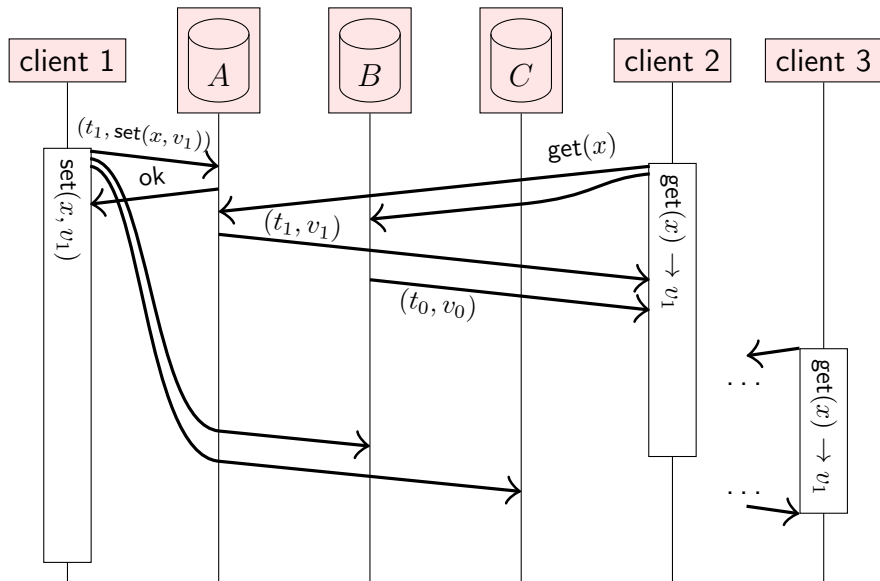 client 1
A
B
C
client 2
client 3
(t₁, set(x, v₁))
ok
get(x)
set(x, v₁)
get(x) → v₁
(t₁, v₁)
(t₀, v₀)
get(x) → v₁
. . .
. . .